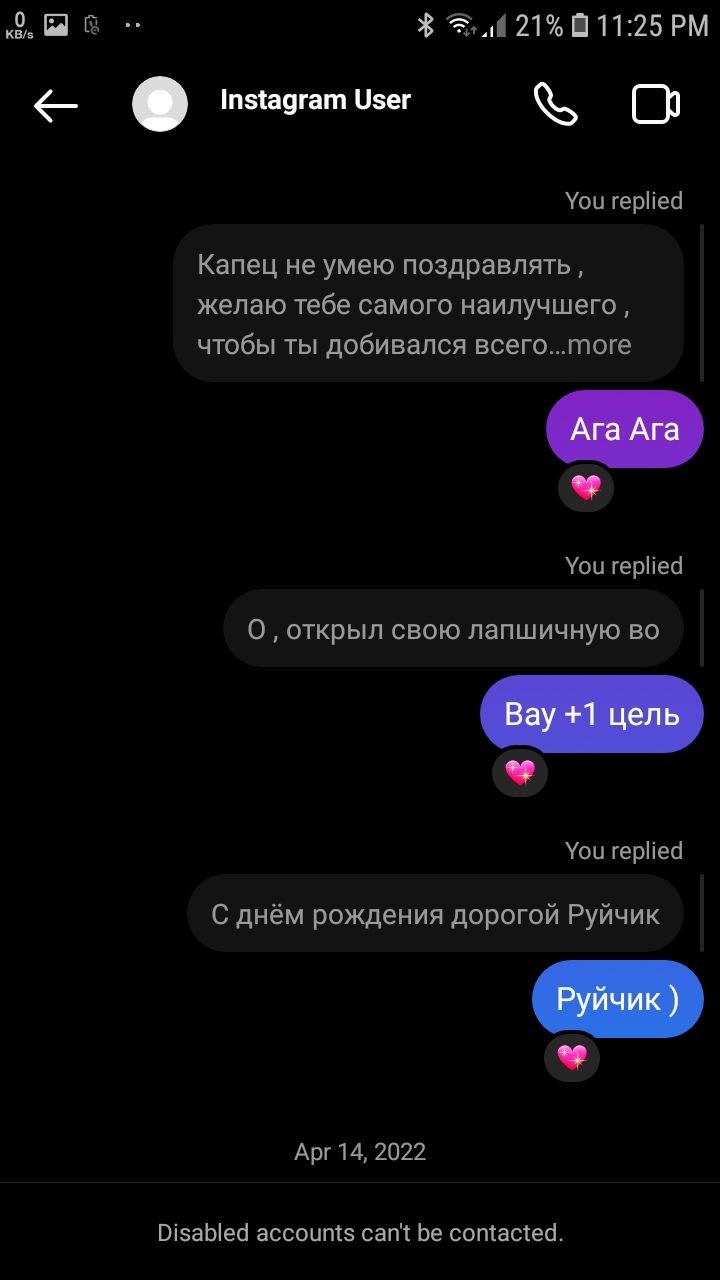 0
KB/s
21% 11:25 PM
Instagram User
You replied
Капец не умею поздравлять ,
желаю тебе самого наилучшего ,
чтобы ты добивался всего…more
Ага Ага
You replied
О , открыл свою лапшичную во
Вау +1 цель
You replied
С днём рождения дорогой Руйчик
Руйчик )
Apr 14, 2022
Disabled accounts can't be contacted.